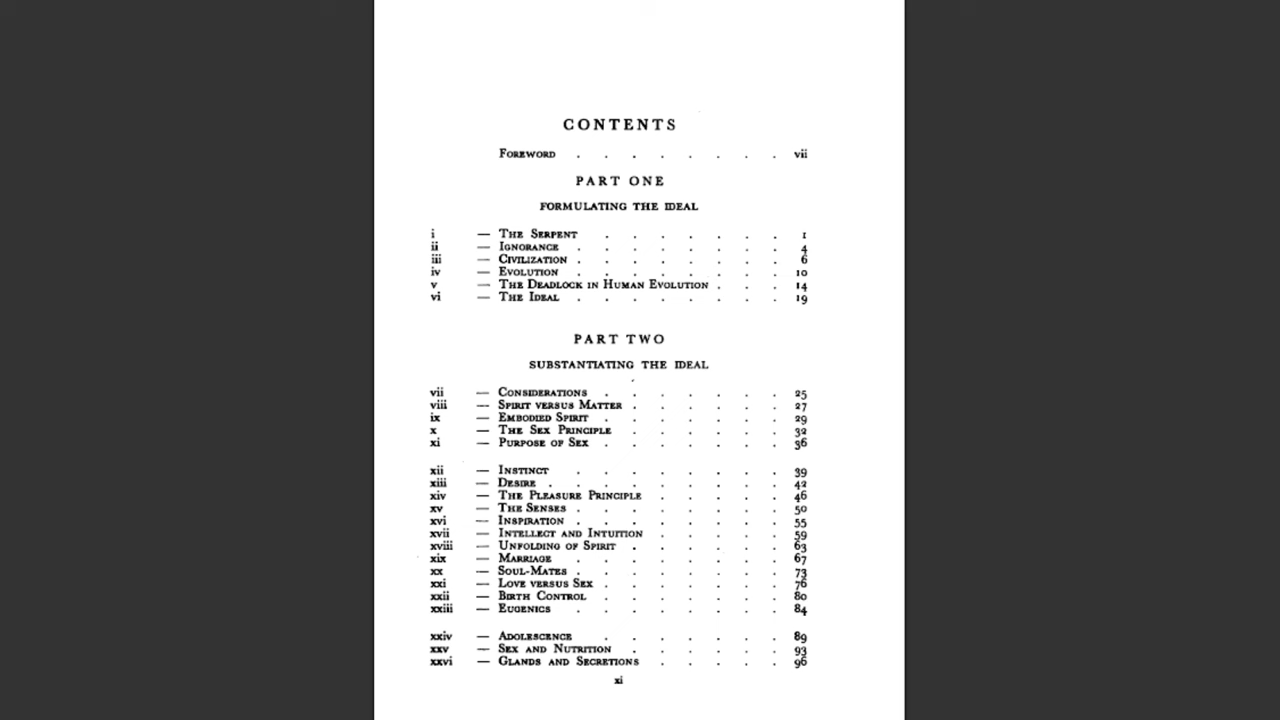 CONTENTS
FOREWORD . . . . . . . . vii
PART ONE
FORMULATING THE IDEAL
i — THE SERPENT . . . . . . . 1
ii — IGNORANCE . . . . . . . . 4
iii — CIVILIZATION . . . . . . . . 6
iv — EVOLUTION . . . . . . . . 10
v — THE DEADLOCK IN HUMAN EVOLUTION . . . 14
vi — THE IDEAL . . . . . . . . 19
PART TWO
SUBSTANTIATING THE IDEAL
vii — CONSIDERATIONS . . . . . . . 25
viii — SPIRIT VERSUS MATTER . . . . . . 27
ix — EMBODIED SPIRIT . . . . . . . 29
x — THE SEX PRINCIPLE . . . . . . 32
xi — PURPOSE OF SEX . . . . . . . 36
xii — INSTINCT . . . . . . . . 39
xiii — DESIRE . . . . . . . . . 42
xiv — THE PLEASURE PRINCIPLE . . . . . 46
xv — THE SENSES . . . . . . . . 50
xvi — INSPIRATION . . . . . . . . 55
xvii — INTELLECT AND INTUITION . . . . . 59
xviii — UNFOLDING OF SPIRIT . . . . . . 63
xix — MARRIAGE . . . . . . . . 67
xx — SOUL-MATES . . . . . . . . 73
xxi — LOVE VERSUS SEX . . . . . . . 76
xxii — BIRTH CONTROL . . . . . . . 80
xxiii — EUGENICS . . . . . . . . 84
xxiv — ADOLESCENCE . . . . . . . 89
xxv — SEX AND NUTRITION . . . . . . 93
xxvi — GLANDS AND SECRETIONS . . . . . 96
xi